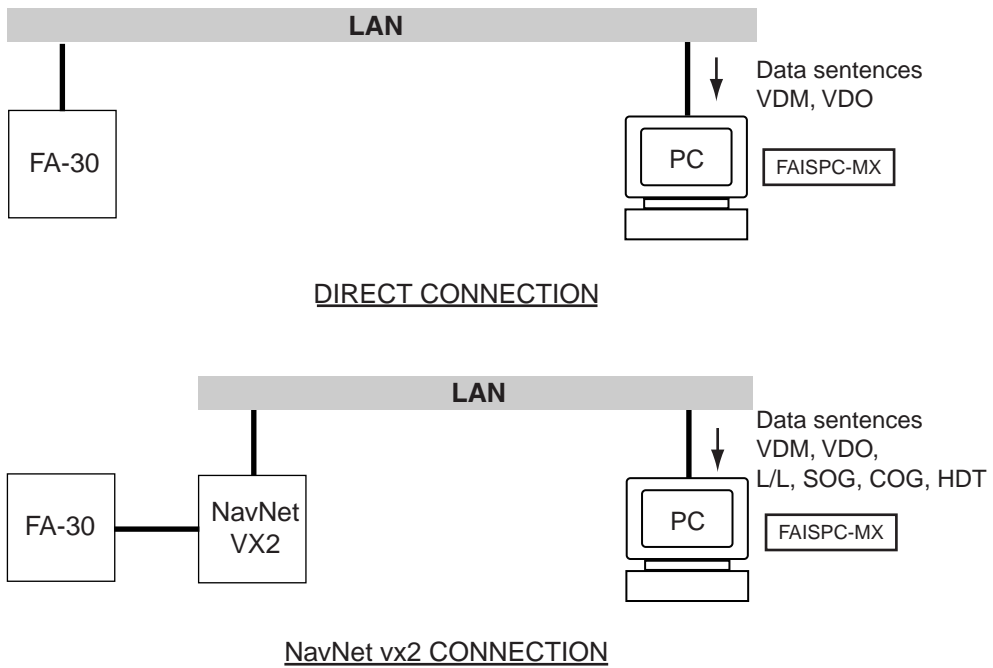 LAN
FA-30
PC
Data sentences
VDM, VDO
FAISPC-MX
DIRECT CONNECTION
LAN
FA-30
NavNet
VX2
PC
Data sentences
VDM, VDO,
L/L, SOG, COG, HDT
FAISPC-MX
NavNet vx2 CONNECTION